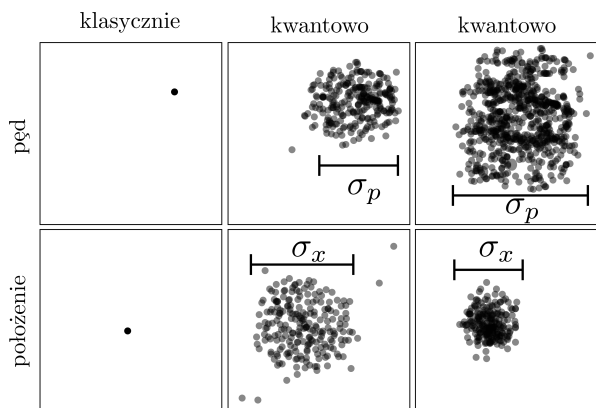 klasycznie
kwantowo
kwantowo
pęd
σp
σp
położenie
σx
σx